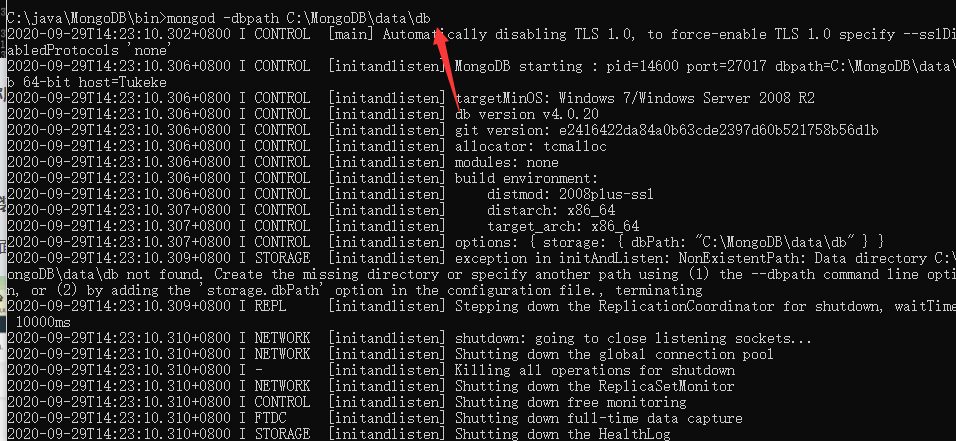 C:\java\MongoDB\bin>mongod -dbpath C:\MongoDB\data\db
2020-09-29T14:23:10.302+0800 I CONTROL  [main] Automatically disabling TLS 1.0, to force-enable TLS 1.0 specify --sslDi
abledProtocols 'none'
2020-09-29T14:23:10.306+0800 I CONTROL  [initandlisten] MongoDB starting : pid=14600 port=27017 dbpath=C:\MongoDB\data\
b 64-bit host=Tukeke
2020-09-29T14:23:10.306+0800 I CONTROL  [initandlisten] targetMinOS: Windows 7/Windows Server 2008 R2
2020-09-29T14:23:10.306+0800 I CONTROL  [initandlisten] db version v4.0.20
2020-09-29T14:23:10.306+0800 I CONTROL  [initandlisten] git version: e2416422da84a0b63cde2397d60b521758b56d1b
2020-09-29T14:23:10.306+0800 I CONTROL  [initandlisten] allocator: tcmalloc
2020-09-29T14:23:10.306+0800 I CONTROL  [initandlisten] modules: none
2020-09-29T14:23:10.306+0800 I CONTROL  [initandlisten] build environment:
2020-09-29T14:23:10.306+0800 I CONTROL  [initandlisten]     distmod: 2008plus-ssl
2020-09-29T14:23:10.307+0800 I CONTROL  [initandlisten]     distarch: x86_64
2020-09-29T14:23:10.307+0800 I CONTROL  [initandlisten]     target_arch: x86_64
2020-09-29T14:23:10.307+0800 I CONTROL  [initandlisten] options: { storage: { dbPath: "C:\MongoDB\data\db" } }
2020-09-29T14:23:10.309+0800 I STORAGE  [initandlisten] exception in initAndListen: NonExistentPath: Data directory C:\
ongoDB\data\db not found. Create the missing directory or specify another path using (1) the --dbpath command line opti
n, or (2) by adding the 'storage.dbPath' option in the configuration file., terminating
2020-09-29T14:23:10.309+0800 I REPL     [initandlisten] Stepping down the ReplicationCoordinator for shutdown, waitTime
 10000ms
2020-09-29T14:23:10.310+0800 I NETWORK  [initandlisten] shutdown: going to close listening sockets...
2020-09-29T14:23:10.310+0800 I NETWORK  [initandlisten] Shutting down the global connection pool
2020-09-29T14:23:10.310+0800 I -        [initandlisten] Killing all operations for shutdown
2020-09-29T14:23:10.310+0800 I NETWORK  [initandlisten] Shutting down the ReplicaSetMonitor
2020-09-29T14:23:10.310+0800 I CONTROL  [initandlisten] Shutting down free monitoring
2020-09-29T14:23:10.310+0800 I FTDC     [initandlisten] Shutting down full-time data capture
2020-09-29T14:23:10.310+0800 I STORAGE  [initandlisten] Shutting down the HealthLog